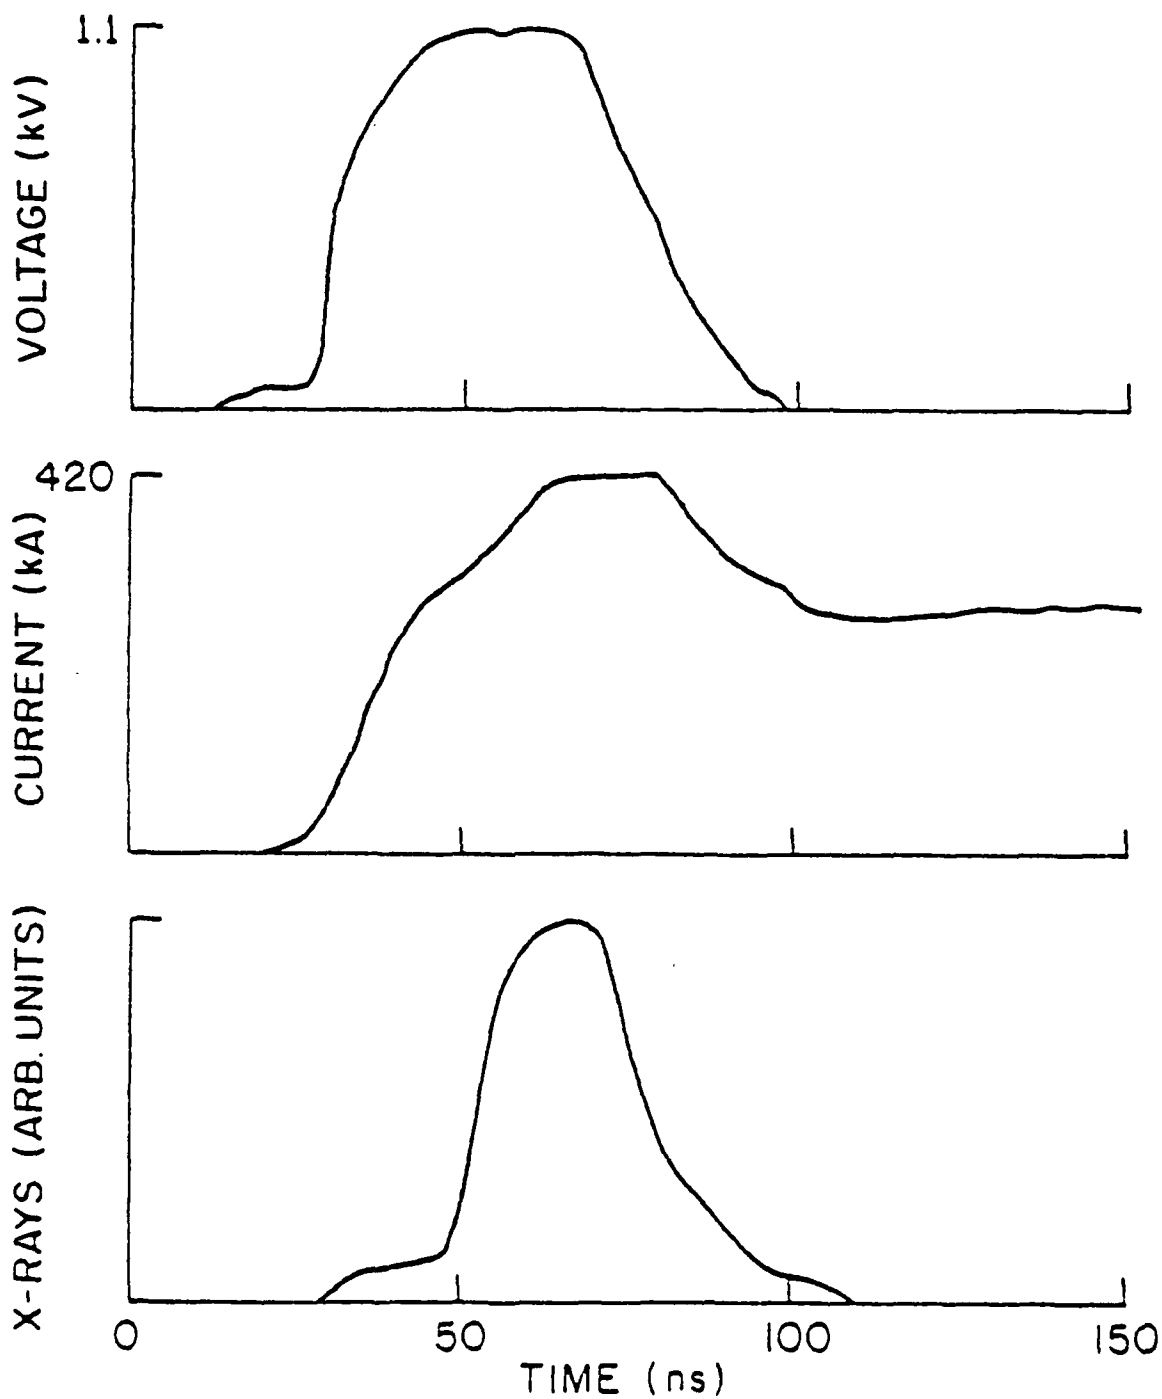 1.1
VOLTAGE (kV)
420
CURRENT (kA)
X-RAYS (ARB. UNITS)
0 50 100 150
TIME (ns)